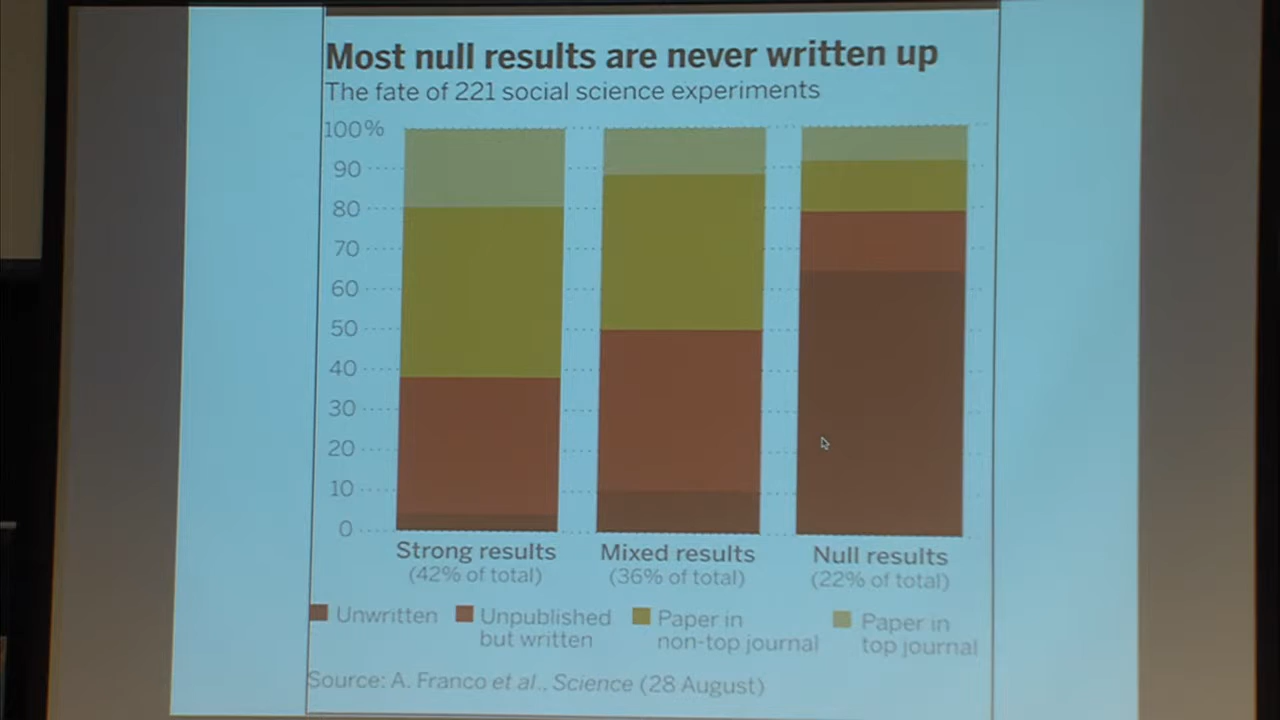 Most null results are never written up
The fate of 221 social science experiments
100%
90
80
70
60
50
40
30
20
10
0
Strong results
(42% of total)
Mixed results
(36% of total)
Null results
(22% of total)
Unwritten
Unpublished
but written
Paper in
non-top journal
Paper in
top journal
Source: A. Franco et al., Science (28 August)